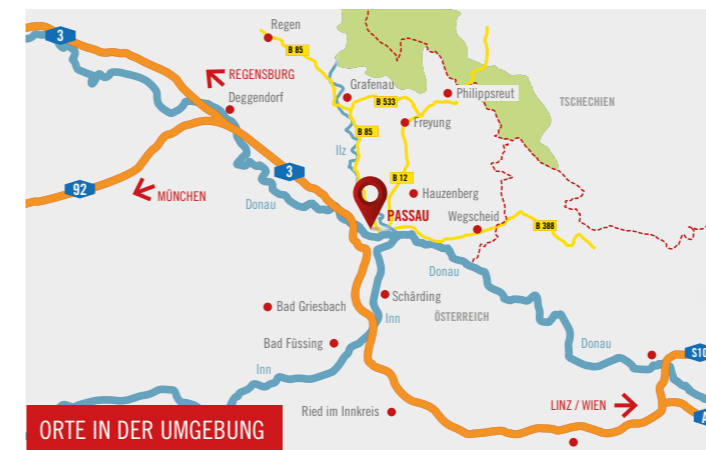 Regen
3
B 85
REGENSBURG
Grafenau
Philippsreut
Deggendorf
B 533
TSCHECHIEN
Freyung
B 85
Ilz
3
B 12
92
MÜNCHEN
Hauzenberg
Donau
PASSAU
Wegscheid
B 388
Donau
Schärding
Bad Griesbach
Inn
ÖSTERREICH
Bad Füssing
Donau
S10
Inn
LINZ / WIEN
Ried im Innkreis
A
ORTE IN DER UMGEBUNG